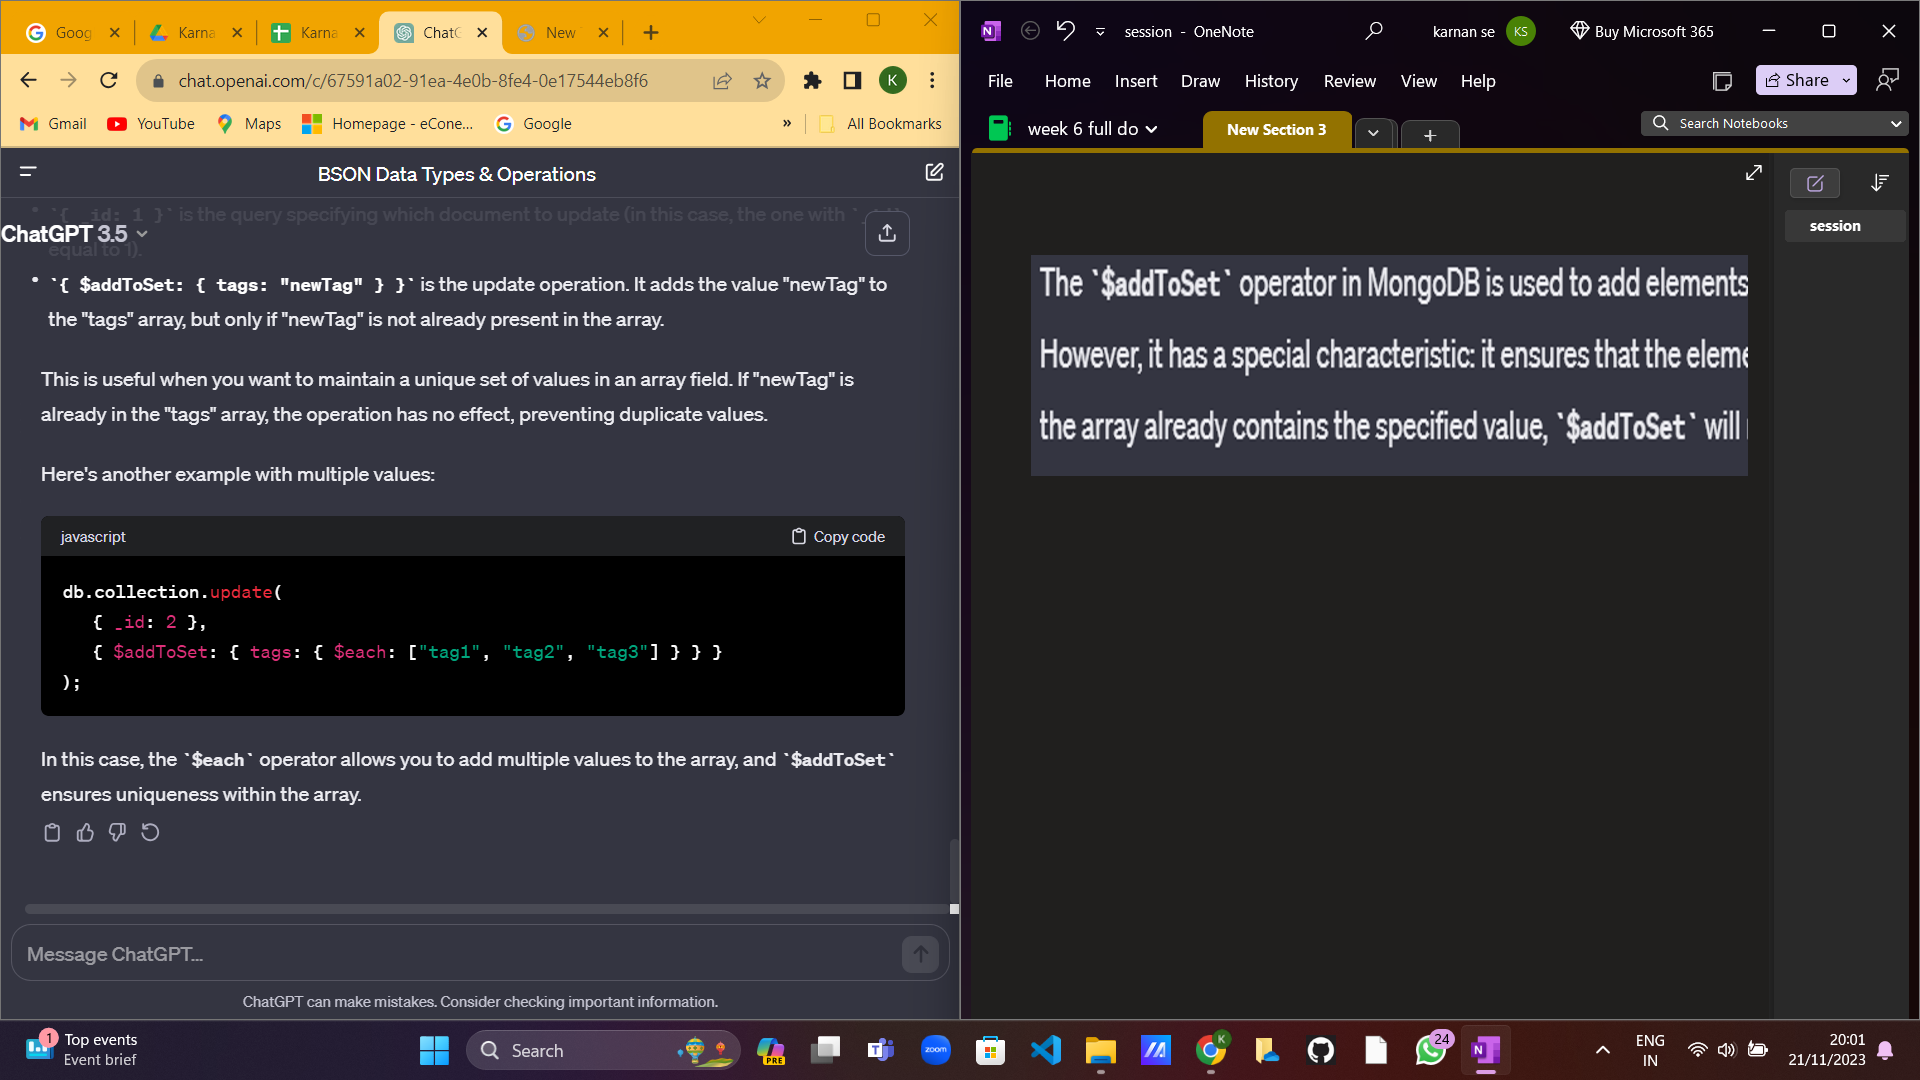 Goog
Karna
Karna
ChatG
New
chat.openai.com/c/67591a02-91ea-4e0b-8fe4-0e17544eb8f6
K
Gmail
YouTube
Maps
Homepage - eCone...
Google
»
All Bookmarks
BSON Data Types & Operations
`{ _id: 1 }` is the query specifying which document to update (in this case, the one with `_id`
equal to 1).
ChatGPT 3.5
• `{ $addToSet: { tags: "newTag" } }` is the update operation. It adds the value "newTag" to
the "tags" array, but only if "newTag" is not already present in the array.
This is useful when you want to maintain a unique set of values in an array field. If "newTag" is
already in the "tags" array, the operation has no effect, preventing duplicate values.
Here's another example with multiple values:
javascript
Copy code
db.collection.update(
{ _id: 2 },
{ $addToSet: { tags: { $each: ["tag1", "tag2", "tag3"] } } }
);
In this case, the `$each` operator allows you to add multiple values to the array, and `$addToSet`
ensures uniqueness within the array.
Message ChatGPT...
ChatGPT can make mistakes. Consider checking important information.
session - OneNote
karnan se
KS
Buy Microsoft 365
File
Home
Insert
Draw
History
Review
View
Help
Share
week 6 full do
New Section 3
Search Notebooks
session
The `$addToSet` operator in MongoDB is used to add elements
However, it has a special characteristic: it ensures that the eleme
the array already contains the specified value, `$addToSet` will
1
Top events
Event brief
Search
PRE
zoom
K
24
ENG
IN
20:01
21/11/2023